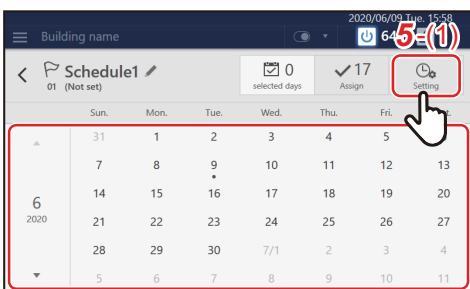 2020/06/09 Tue. 15:58
Building name
64
5-(1)
Schedule1
01 (Not set)
0
selected days
17
Assign
Setting
Sun. Mon. Tue. Wed. Thu. Fri.
31 1 2 3 4 5
7 8 9 10 11 12 13
6
2020
14 15 16 17 18 19 20
21 22 23 24 25 26 27
28 29 30 7/1 2 3 4
5 6 7 8 9 10 11